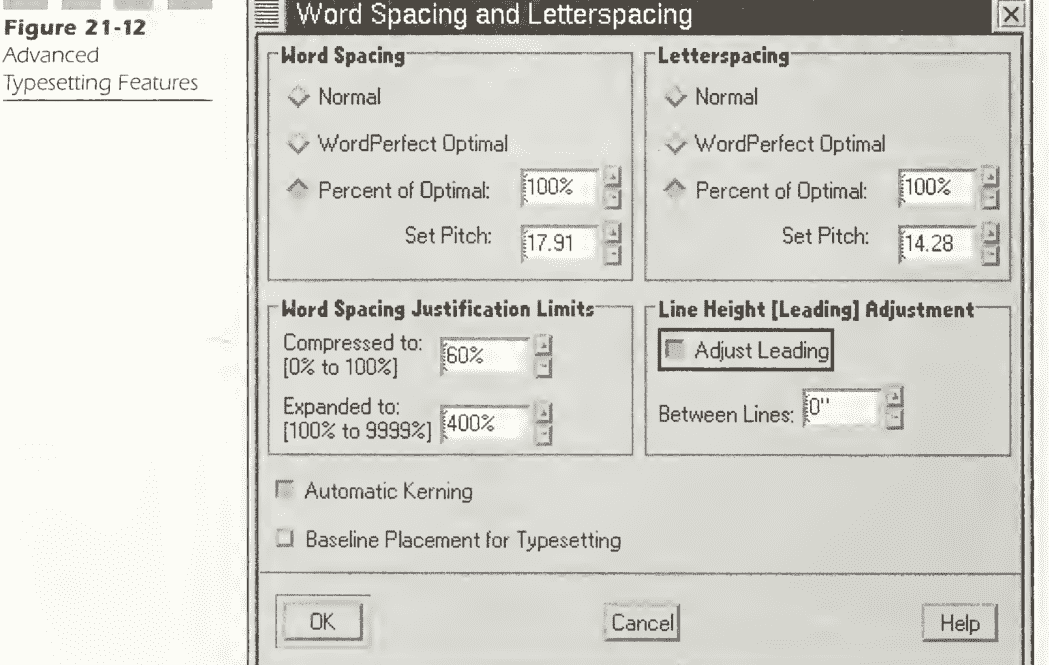 Figure 21-12
Advanced
Typesetting Features
Word Spacing and Letterspacing
Word Spacing
Normal
WordPerfect Optimal
Percent of Optimal: 100%
Set Pitch: 17.91
Letterspacing
Normal
WordPerfect Optimal
Percent of Optimal: 100%
Set Pitch: 14.28
Word Spacing Justification Limits
Compressed to:
[0% to 100%] 60%
Expanded to:
[100% to 9999%] 400%
Line Height [Leading] Adjustment
Adjust Leading
Between Lines: 0"
Automatic Kerning
Baseline Placement for Typesetting
OK Cancel Help